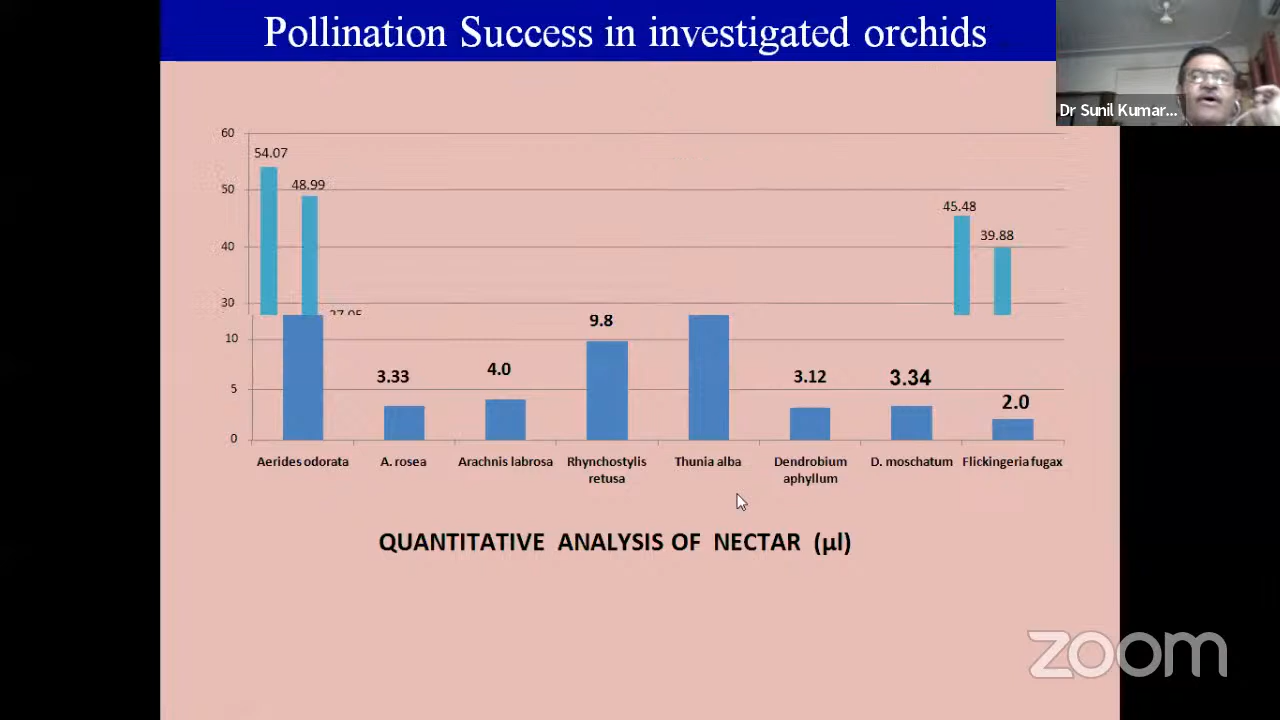 Pollination Success in investigated orchids
Dr Sunil Kumar...
60
54.07
48.99
50
45.48
39.88
40
30
27.05
10
9.8
3.33
4.0
3.12
3.34
2.0
5
0
Aerides odorata
A. rosea
Arachnis labrosa
Rhynchostylis
retusa
Thunia alba
Dendrobium
aphyllum
D. moschatum
Flickingeria fugax
QUANTITATIVE ANALYSIS OF NECTAR (µl)
zoom